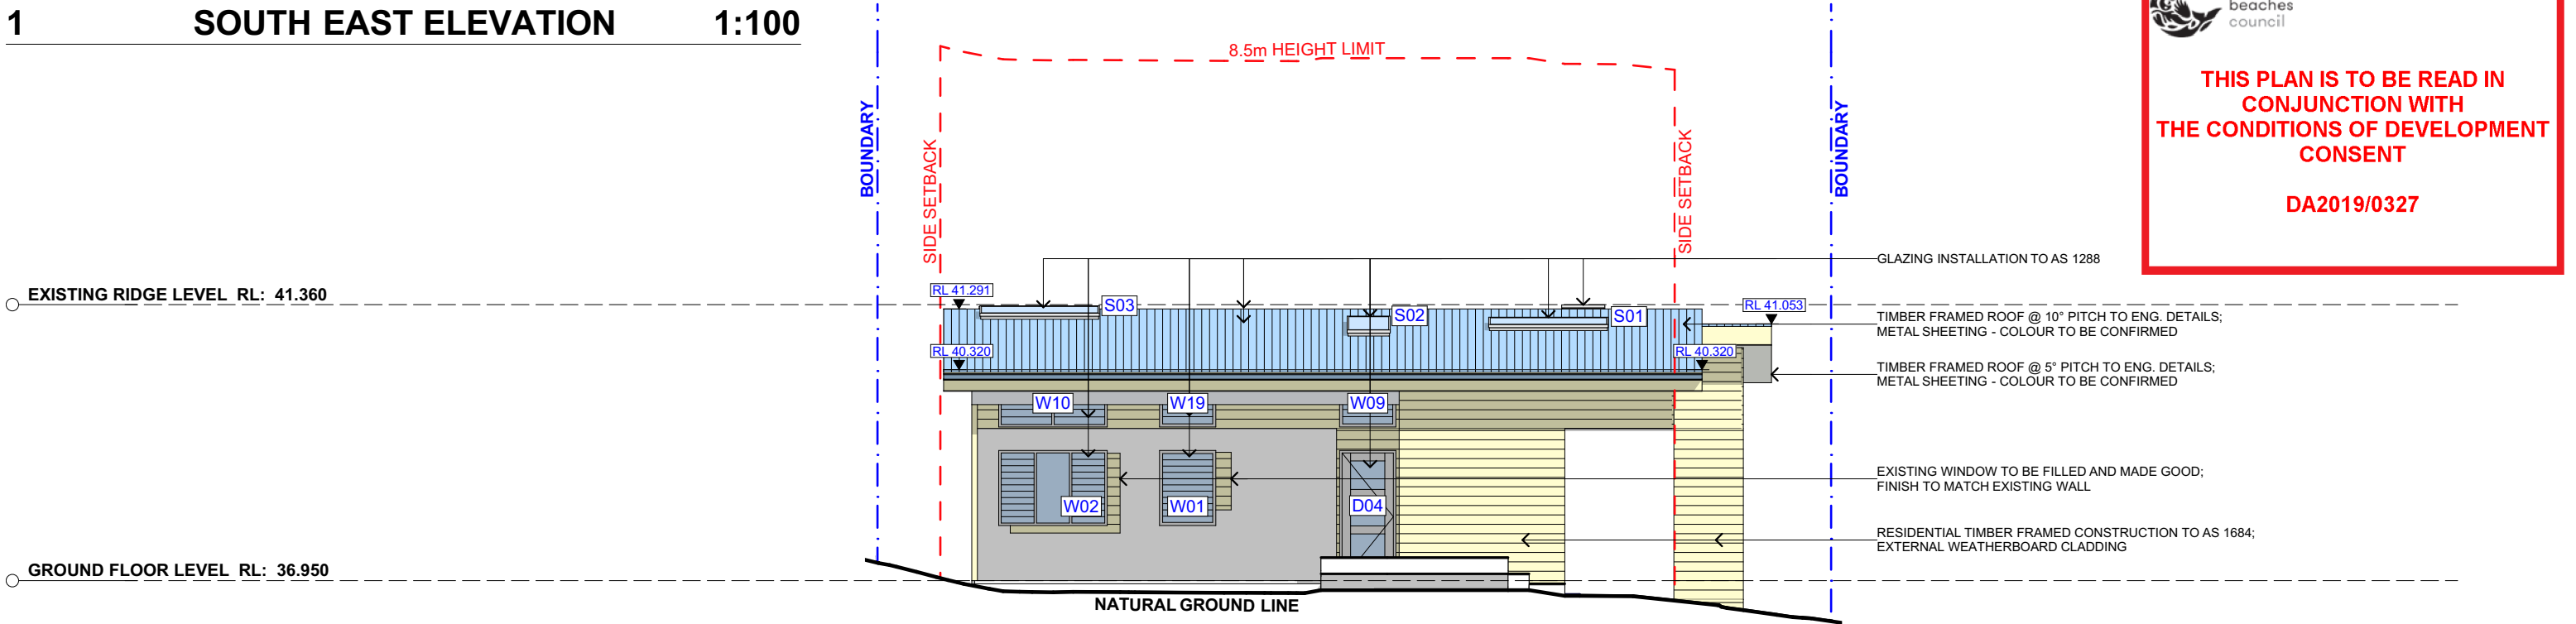 1 SOUTH EAST ELEVATION 1:100
beaches
council
THIS PLAN IS TO BE READ IN
CONJUNCTION WITH
THE CONDITIONS OF DEVELOPMENT
CONSENT
DA2019/0327
8.5m HEIGHT LIMIT
BOUNDARY
SIDE SETBACK
SIDE SETBACK
BOUNDARY
GLAZING INSTALLATION TO AS 1288
EXISTING RIDGE LEVEL RL: 41.360
RL 41.291
S03
S02
S01
RL 41.053
TIMBER FRAMED ROOF @ 10° PITCH TO ENG. DETAILS;
METAL SHEETING - COLOUR TO BE CONFIRMED
RL 40.320
RL 40.320
TIMBER FRAMED ROOF @ 5° PITCH TO ENG. DETAILS;
METAL SHEETING - COLOUR TO BE CONFIRMED
W10
W19
W09
EXISTING WINDOW TO BE FILLED AND MADE GOOD;
FINISH TO MATCH EXISTING WALL
W02
W01
D04
RESIDENTIAL TIMBER FRAMED CONSTRUCTION TO AS 1684;
EXTERNAL WEATHERBOARD CLADDING
GROUND FLOOR LEVEL RL: 36.950
NATURAL GROUND LINE